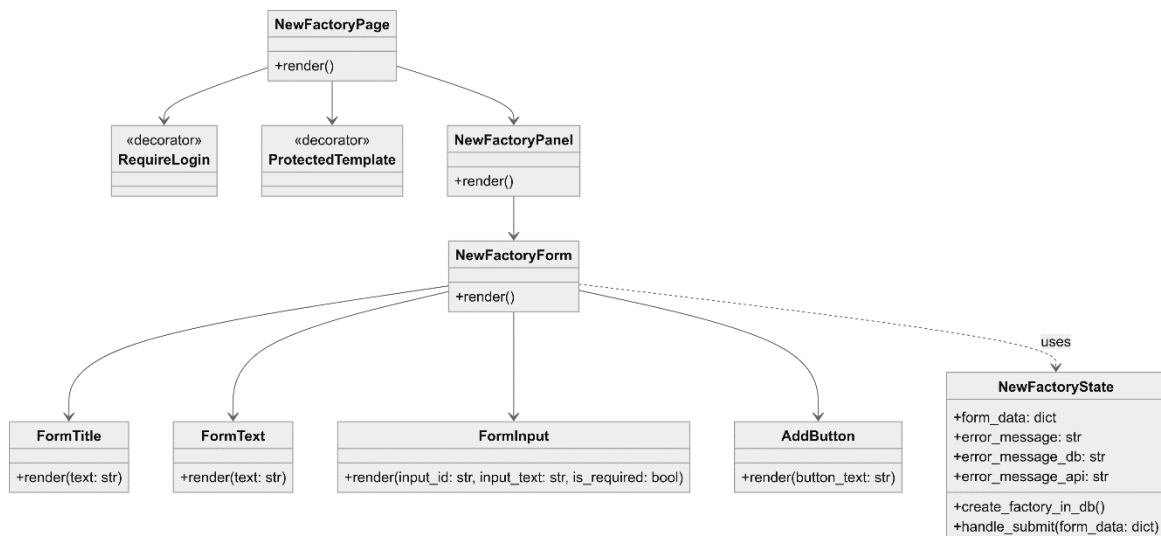 NewFactoryPage
+render()
«decorator»
RequireLogin
«decorator»
ProtectedTemplate
NewFactoryPanel
+render()
NewFactoryForm
+render()
uses
FormTitle
+render(text: str)
FormText
+render(text: str)
FormInput
+render(input_id: str, input_text: str, is_required: bool)
AddButton
+render(button_text: str)
NewFactoryState
+form_data: dict
+error_message: str
+error_message_db: str
+error_message_api: str
+create_factory_in_db()
+handle_submit(form_data: dict)